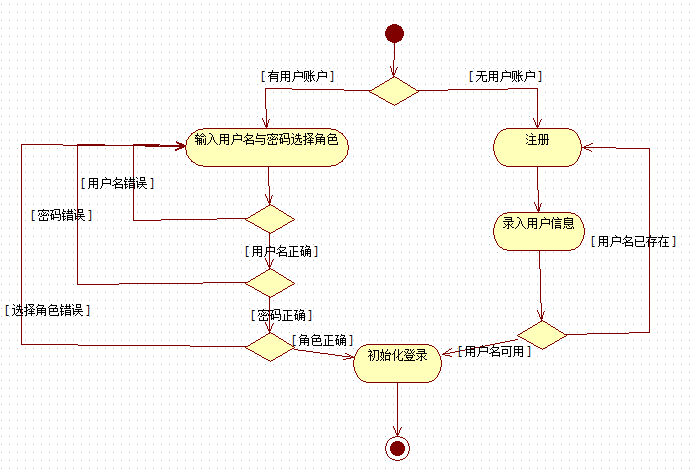 [有用户账户]
[无用户账户]
输入用户名与密码选择角色
注册
[用户名错误]
[密码错误]
录入用户信息
[用户名已存在]
[用户名正确]
[选择角色错误]
[密码正确]
[角色正确]
初始化登录
[用户名可用]